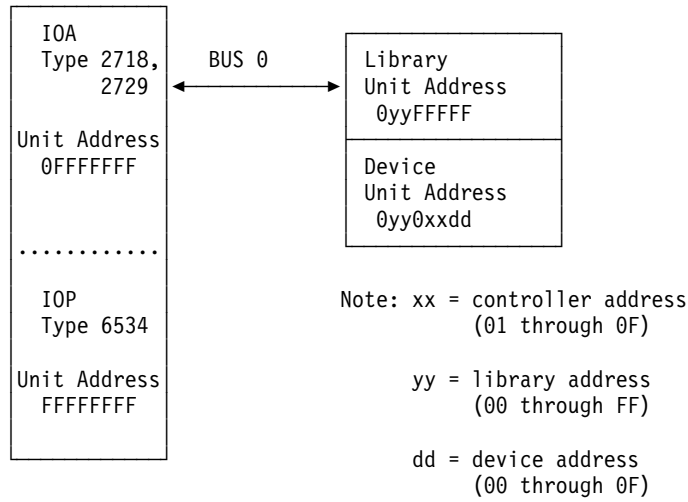 IOA
Type 2718,
2729
Unit Address
0FFFFFFF
............
IOP
Type 6534
Unit Address
FFFFFFFF
BUS 0
Library
Unit Address
0yyFFFFF
Device
Unit Address
0yy0xxdd
Note: xx = controller address
(01 through 0F)
yy = library address
(00 through FF)
dd = device address
(00 through 0F)